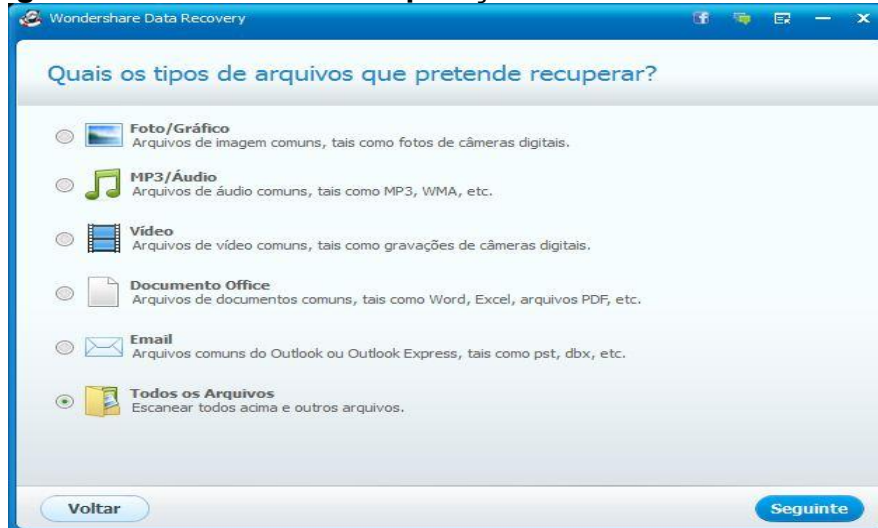 Wondershare Data Recovery
Quais os tipos de arquivos que pretende recuperar?
Foto/Gráfico
Arquivos de imagem comuns, tais como fotos de câmeras digitais.
MP3/Áudio
Arquivos de áudio comuns, tais como MP3, WMA, etc.
Vídeo
Arquivos de vídeo comuns, tais como gravações de câmeras digitais.
Documento Office
Arquivos de documentos comuns, tais como Word, Excel, arquivos PDF, etc.
Email
Arquivos comuns do Outlook ou Outlook Express, tais como pst, dbx, etc.
Todos os Arquivos
Escanear todos acima e outros arquivos.
Voltar
Seguinte